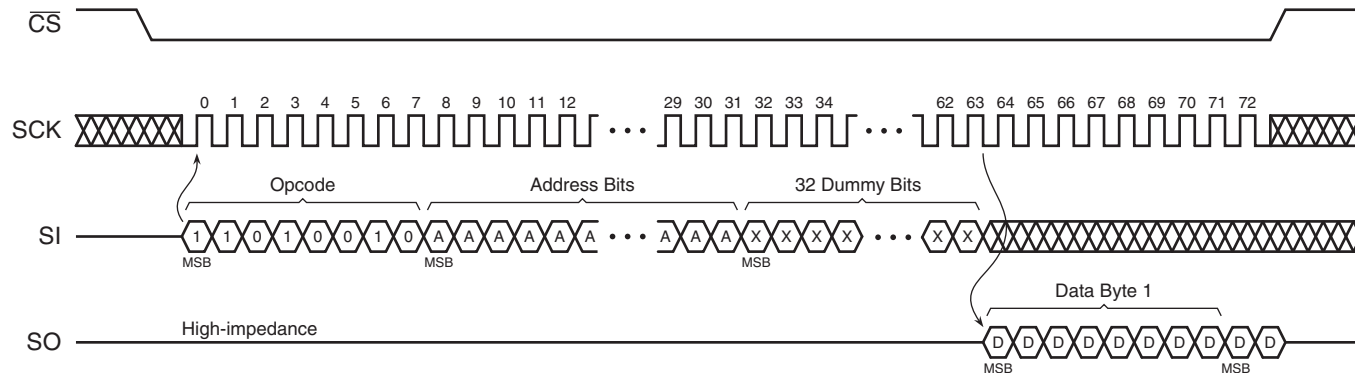 CS
0 1 2 3 4 5 6 7 8 9 10 11 12 29 30 31 32 33 34 62 63 64 65 66 67 68 69 70 71 72
SCK
Opcode Address Bits 32 Dummy Bits
SI 1 1 0 1 0 0 1 0 A A A A A A A A A X X X X X X
MSB MSB MSB
Data Byte 1
High-impedance
SO D D D D D D D D D D
MSB MSB